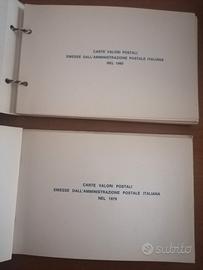 CARTE VALORI POSTALI
EMESSE DALL'AMMINISTRAZIONE POSTALE ITALIANA
NEL 1980
CARTE VALORI POSTALI
EMESSE DALL'AMMINISTRAZIONE POSTALE ITALIANA
NEL 1979
subito